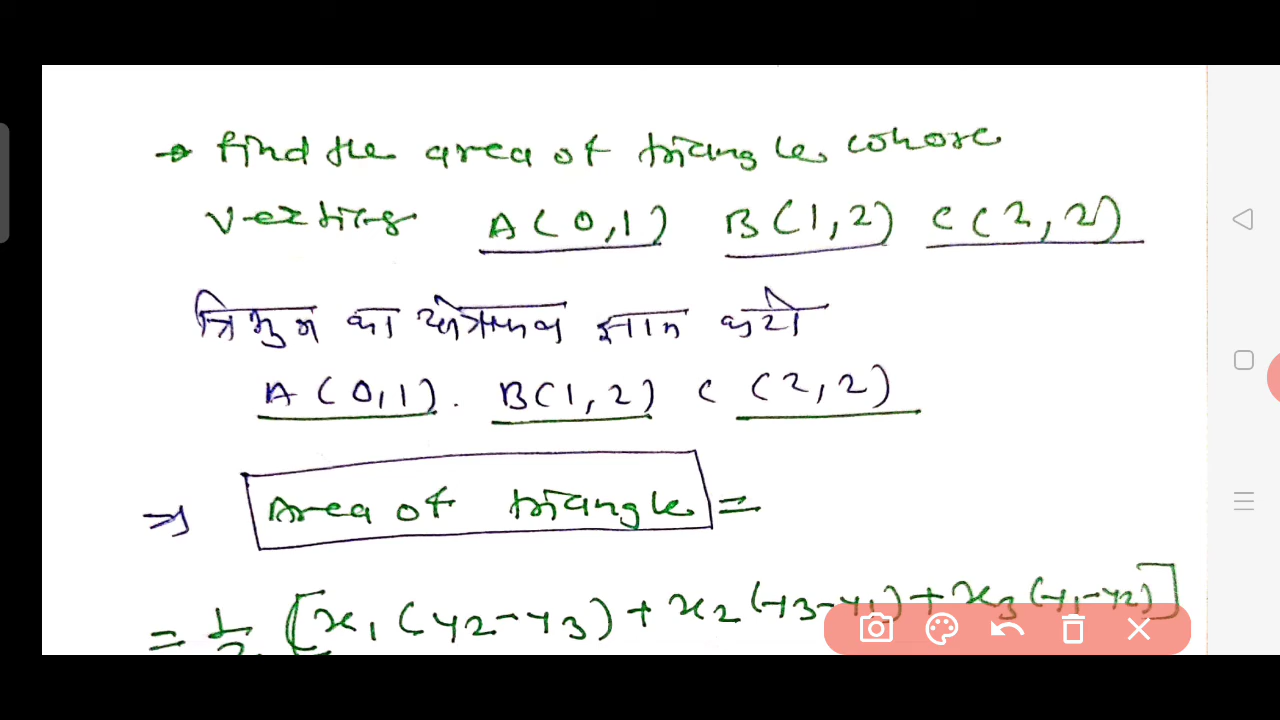 → find the area of triangle whose
vertices A(0,1) B(1,2) C(2,2)
त्रिभुज का क्षेत्रफल ज्ञात करो
A(0,1). B(1,2) C (2,2)
⇒ Area of triangle =
= 1/2 [x₁(y2-y3)+x2(y3-y1)+x3(y1-y2)]